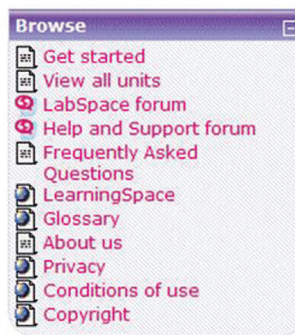 Browse
Get started
View all units
LabSpace forum
Help and Support forum
Frequently Asked
Questions
LearningSpace
Glossary
About us
Privacy
Conditions of use
Copyright